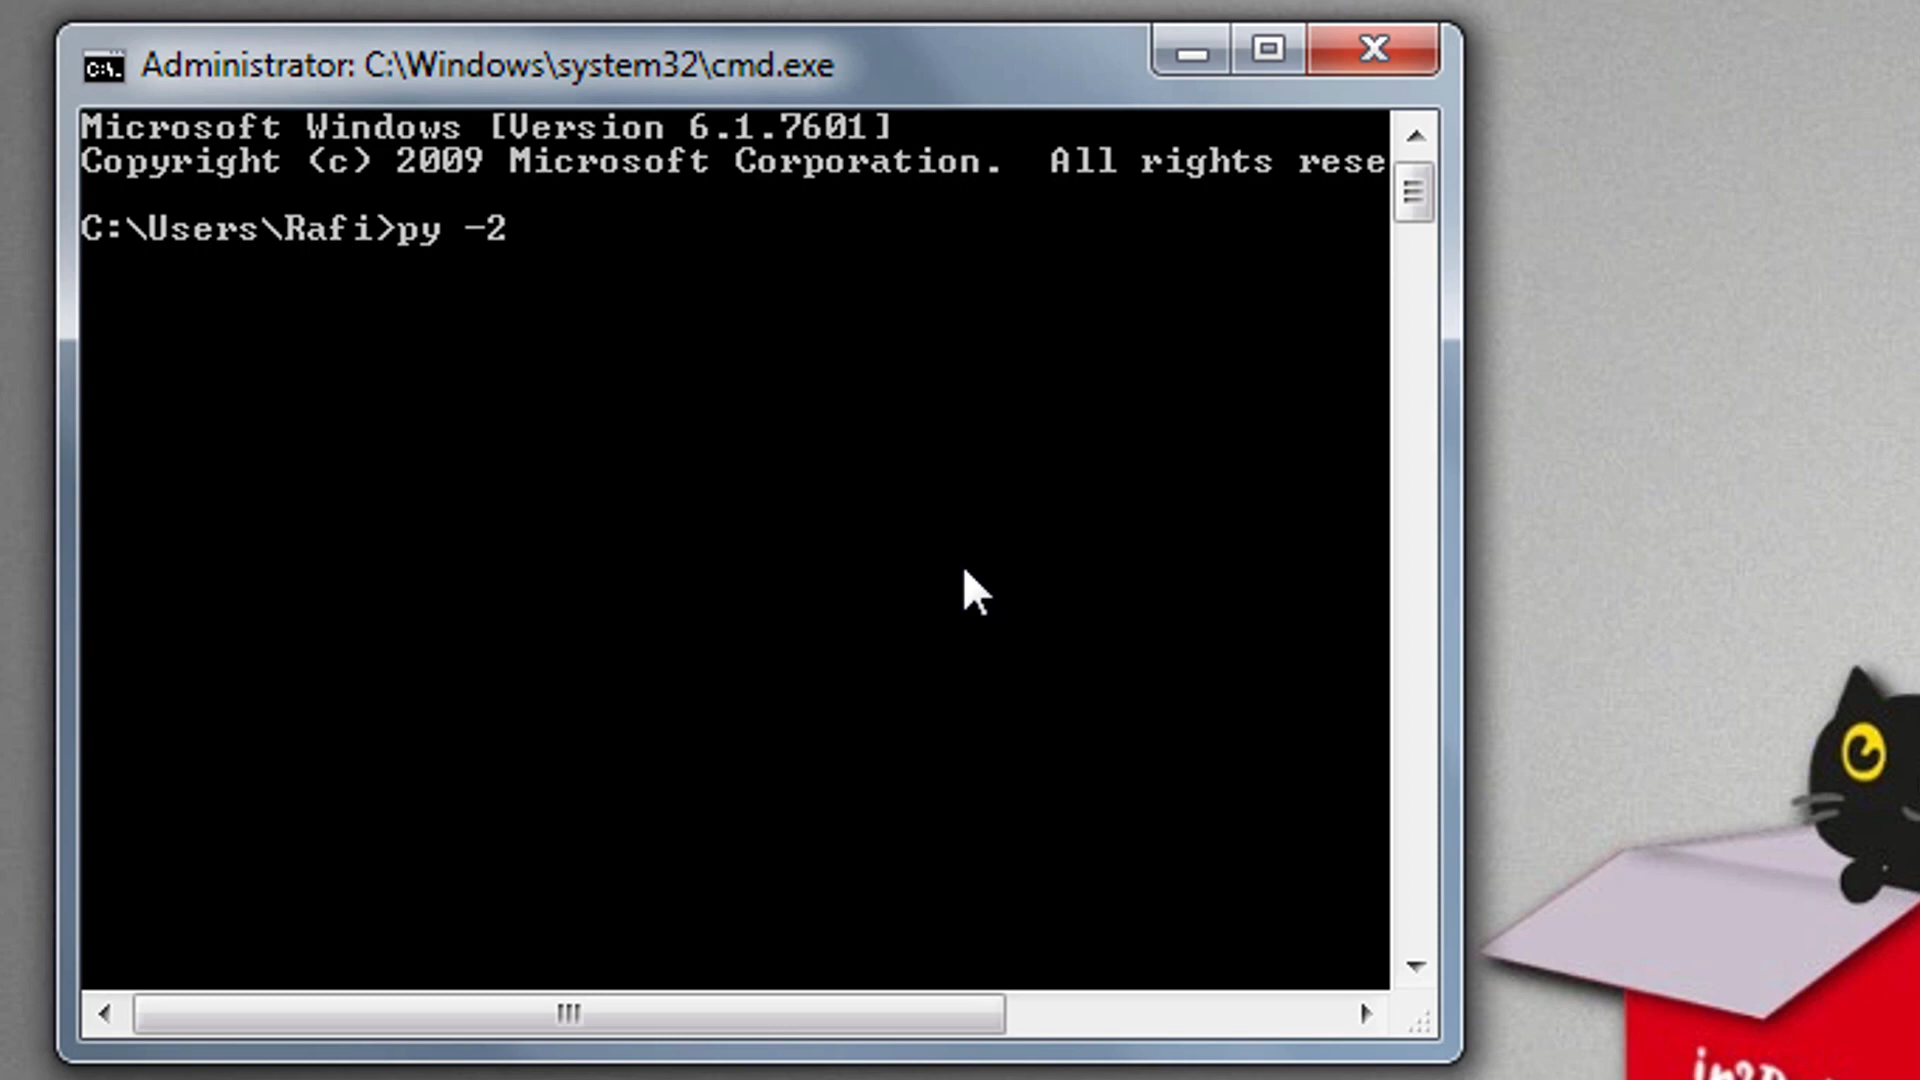 Administrator: C:\Windows\system32\cmd.exe
Microsoft Windows [Version 6.1.7601]
Copyright (c) 2009 Microsoft Corporation.  All rights rese
C:\Users\Rafi>py -2